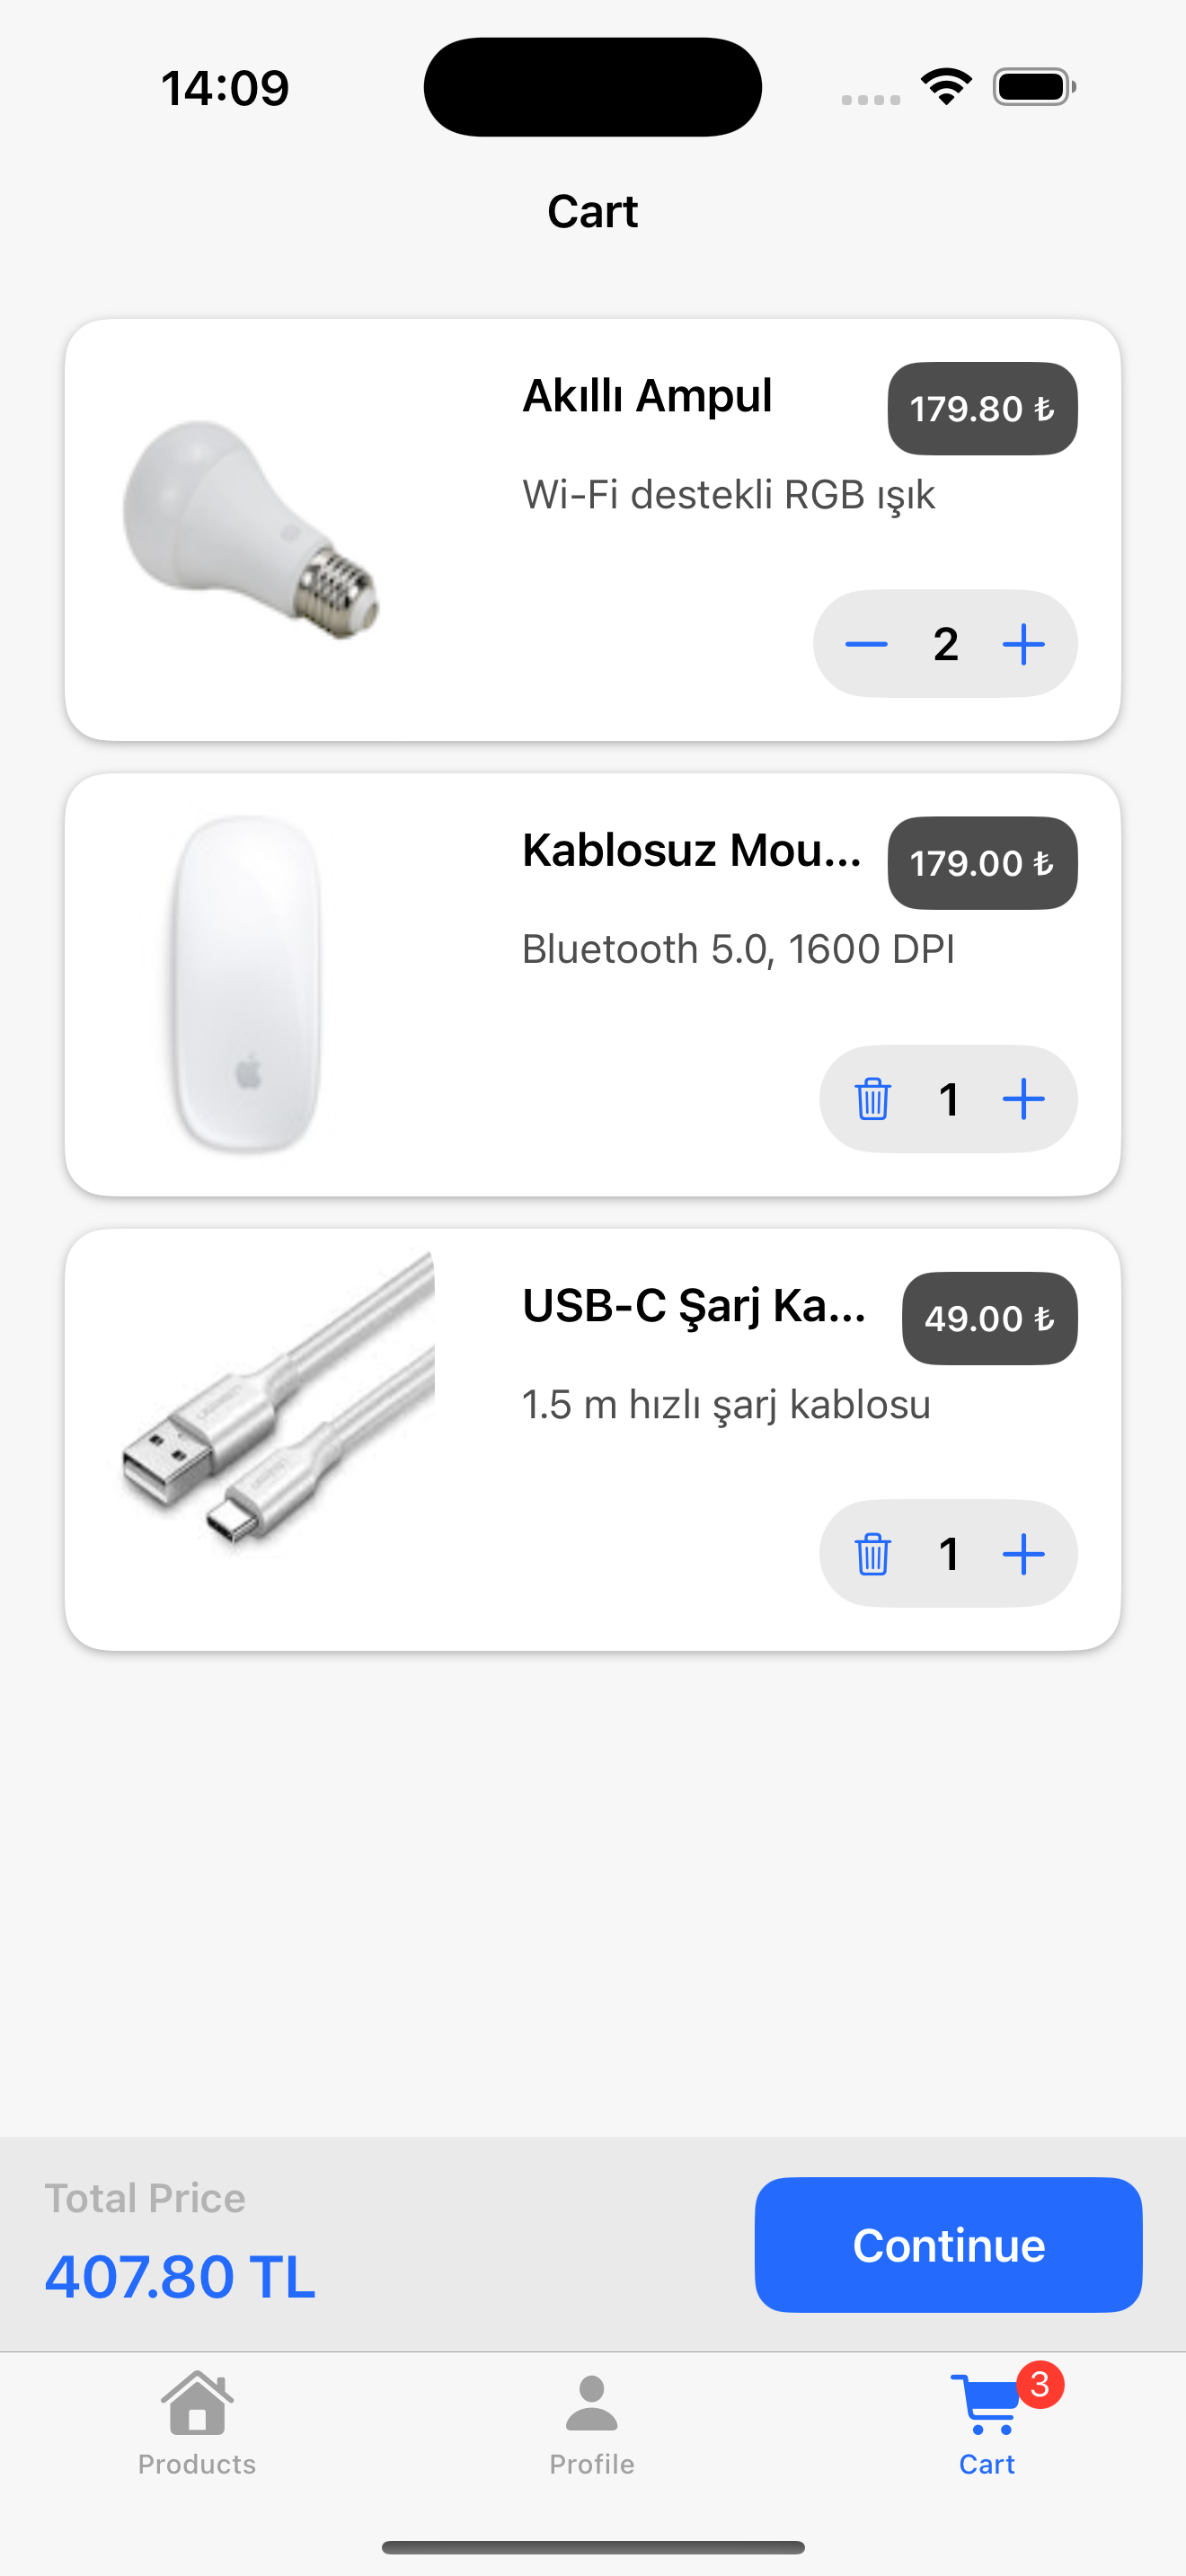 14:09
Cart
Akıllı Ampul
179.80 ₺
Wi-Fi destekli RGB ışık
2
Kablosuz Mou...
179.00 ₺
Bluetooth 5.0, 1600 DPI
1
USB-C Şarj Ka...
49.00 ₺
1.5 m hızlı şarj kablosu
1
Total Price
407.80 TL
Continue
3
Products
Profile
Cart